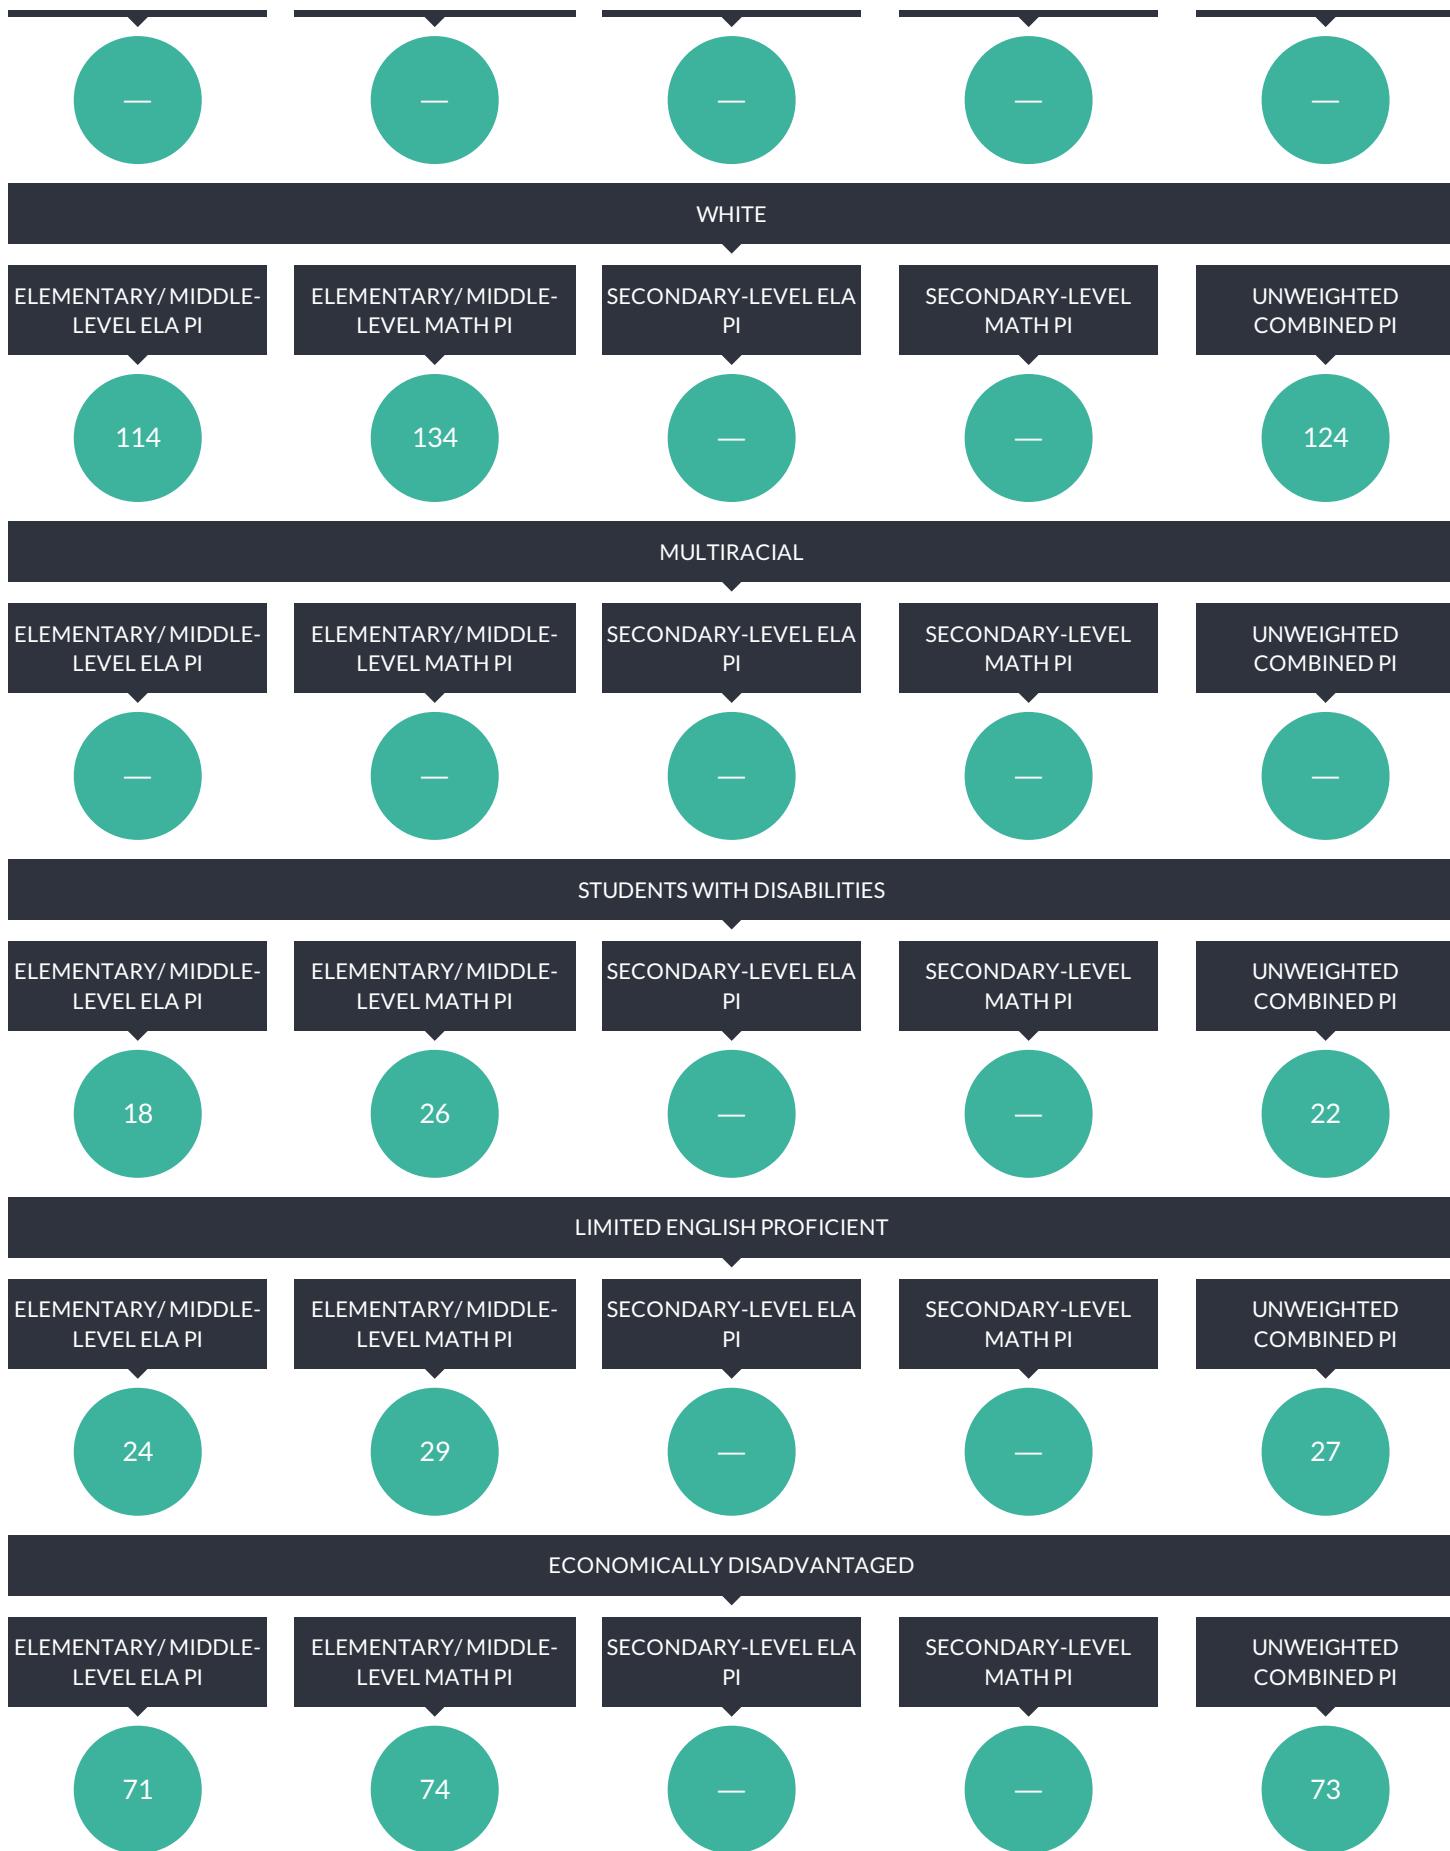 — — — — —
WHITE
ELEMENTARY/ MIDDLE- ELEMENTARY/ MIDDLE- SECONDARY-LEVEL ELA SECONDARY-LEVEL UNWEIGHTED
LEVEL ELA PI LEVEL MATH PI PI MATH PI COMBINED PI
114 134 — — 124
MULTIRACIAL
ELEMENTARY/ MIDDLE- ELEMENTARY/ MIDDLE- SECONDARY-LEVEL ELA SECONDARY-LEVEL UNWEIGHTED
LEVEL ELA PI LEVEL MATH PI PI MATH PI COMBINED PI
— — — — —
STUDENTS WITH DISABILITIES
ELEMENTARY/ MIDDLE- ELEMENTARY/ MIDDLE- SECONDARY-LEVEL ELA SECONDARY-LEVEL UNWEIGHTED
LEVEL ELA PI LEVEL MATH PI PI MATH PI COMBINED PI
18 26 — — 22
LIMITED ENGLISH PROFICIENT
ELEMENTARY/ MIDDLE- ELEMENTARY/ MIDDLE- SECONDARY-LEVEL ELA SECONDARY-LEVEL UNWEIGHTED
LEVEL ELA PI LEVEL MATH PI PI MATH PI COMBINED PI
24 29 — — 27
ECONOMICALLY DISADVANTAGED
ELEMENTARY/ MIDDLE- ELEMENTARY/ MIDDLE- SECONDARY-LEVEL ELA SECONDARY-LEVEL UNWEIGHTED
LEVEL ELA PI LEVEL MATH PI PI MATH PI COMBINED PI
71 74 — — 73